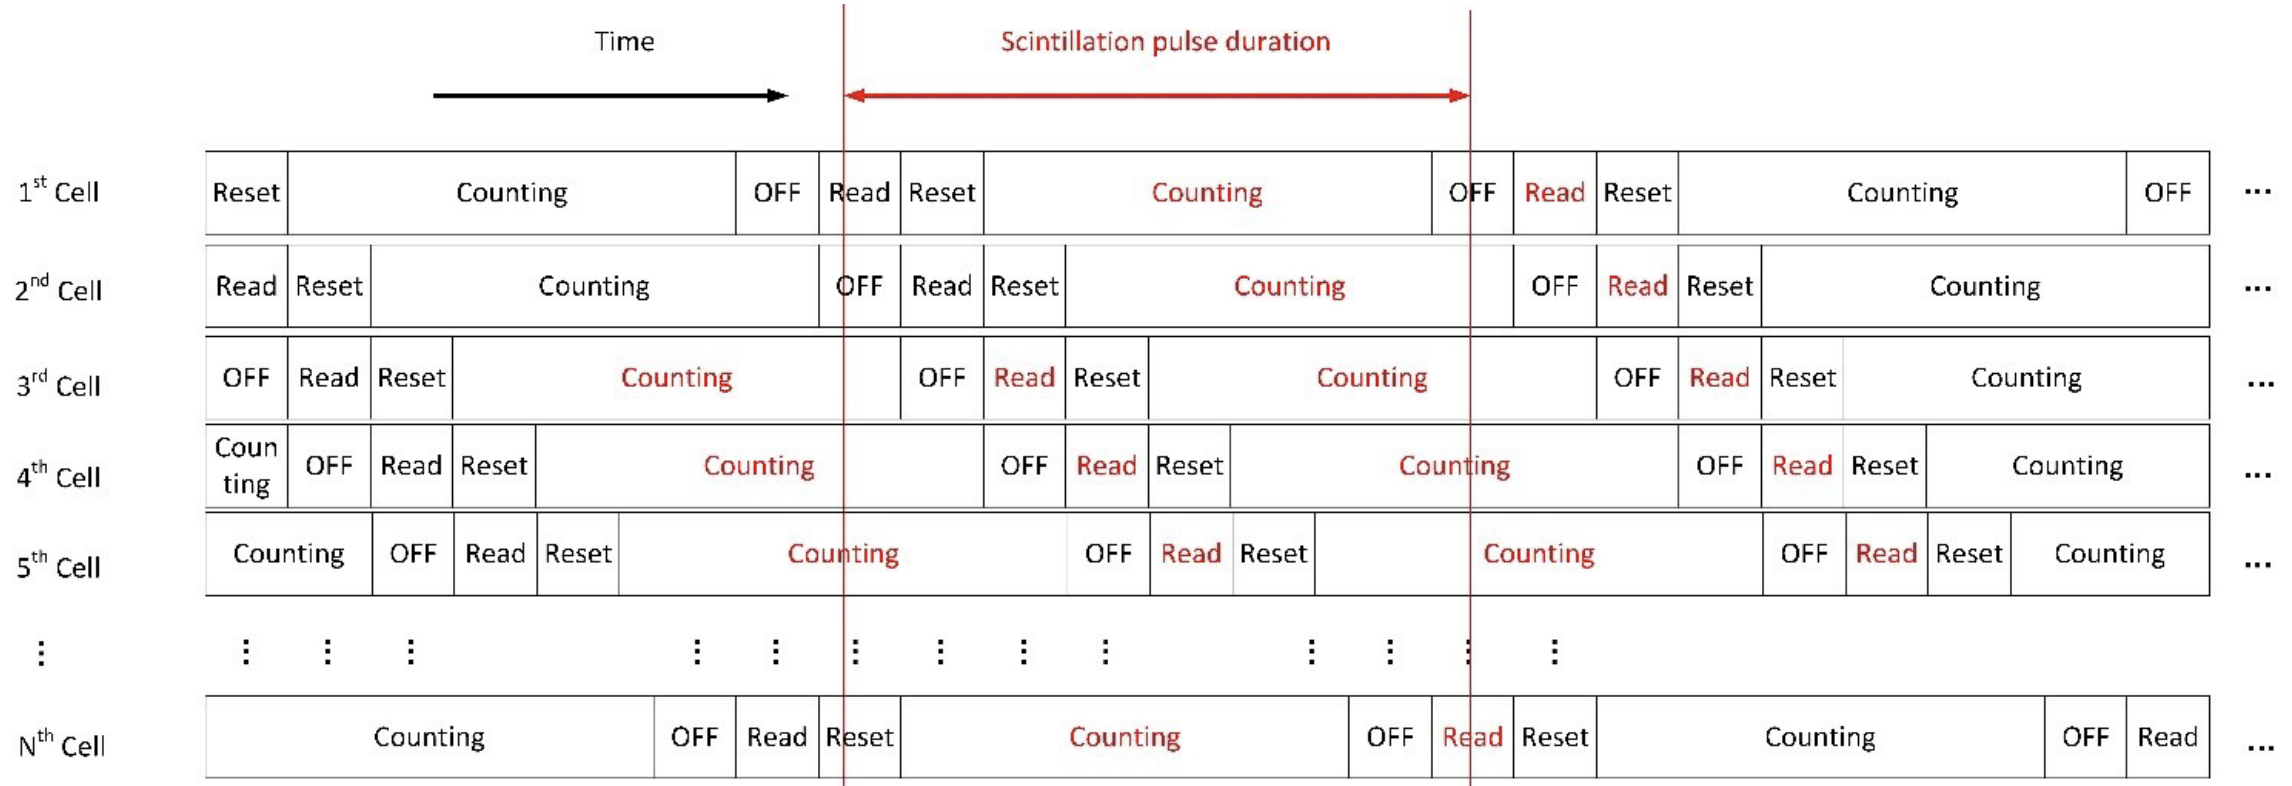 Time Scintillation pulse duration
1st Cell Reset Counting OFF Read Reset Counting OFF Read Reset Counting OFF ...
2nd Cell Read Reset Counting OFF Read Reset Counting OFF Read Reset Counting ...
3rd Cell OFF Read Reset Counting OFF Read Reset Counting OFF Read Reset Counting ...
4th Cell Coun
ting OFF Read Reset Counting OFF Read Reset Counting OFF Read Reset Counting ...
5th Cell Counting OFF Read Reset Counting OFF Read Reset Counting OFF Read Reset Counting ...
Nth Cell Counting OFF Read Reset Counting OFF Read Reset Counting OFF Read ...